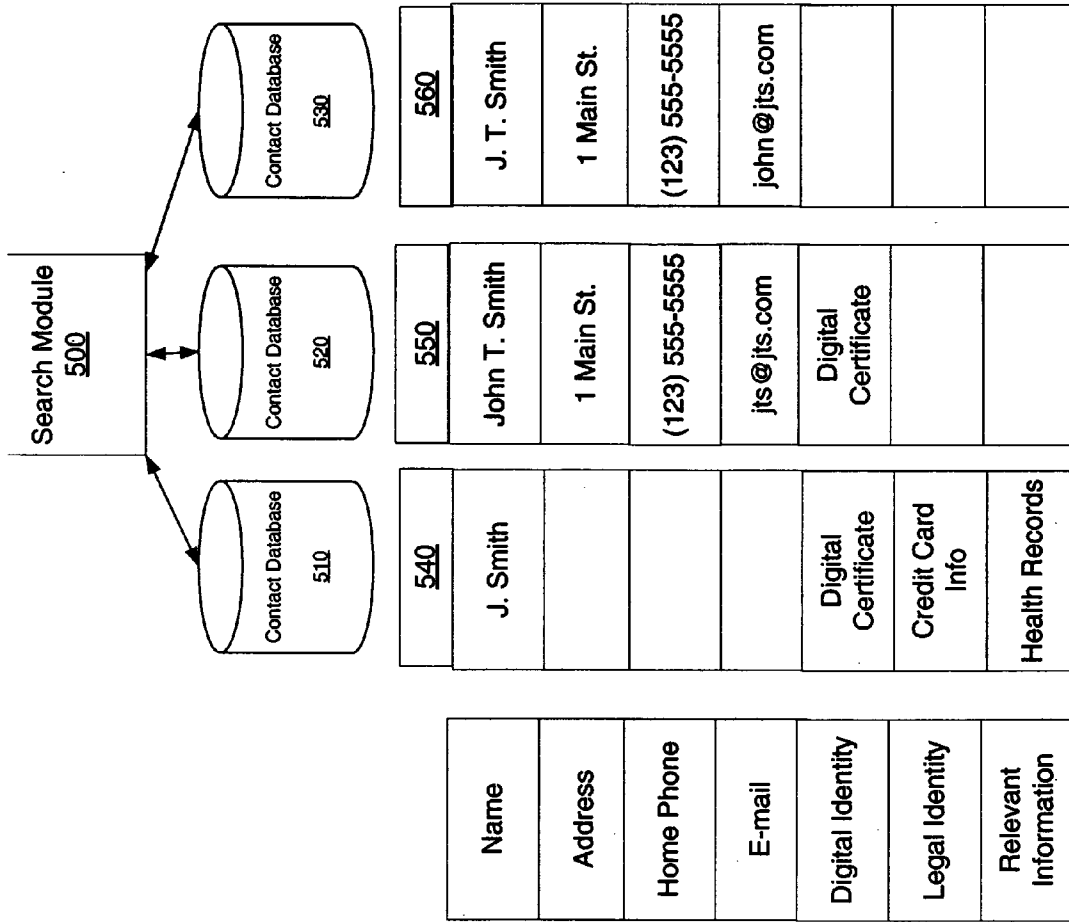 Search Module
500
Contact Database
510
Contact Database
520
Contact Database
530
540
550
560
Name
J. Smith
John T. Smith
J. T. Smith
Address
1 Main St.
1 Main St.
Home Phone
(123) 555-5555
(123) 555-5555
E-mail
jts@jts.com
john@jts.com
Digital Identity
Digital
Certificate
Digital
Certificate
Legal Identity
Credit Card
Info
Relevant
Information
Health Records